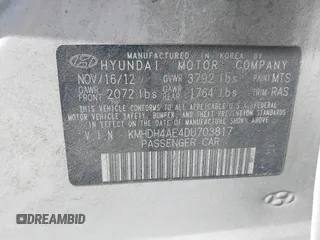 MANUFACTURED IN KOREA BY
HYUNDAI MOTOR COMPANY
NOV/16/12 GVWR 3792 lbs PAINT MTS
GAWR FRONT 2072 lbs GAWR REAR 1764 lbs TRIM RAS
THIS VEHICLE CONFORMS TO ALL APPLICABLE FEDERAL
MOTOR VEHICLE SAFETY, BUMPER, AND THEFT PREVENTION STANDARDS
IN EFFECT ON THE DATE OF MANUFACTURE SHOWN ABOVE.
V I N : KMHDH4AE4DU703817
PASSENGER CAR